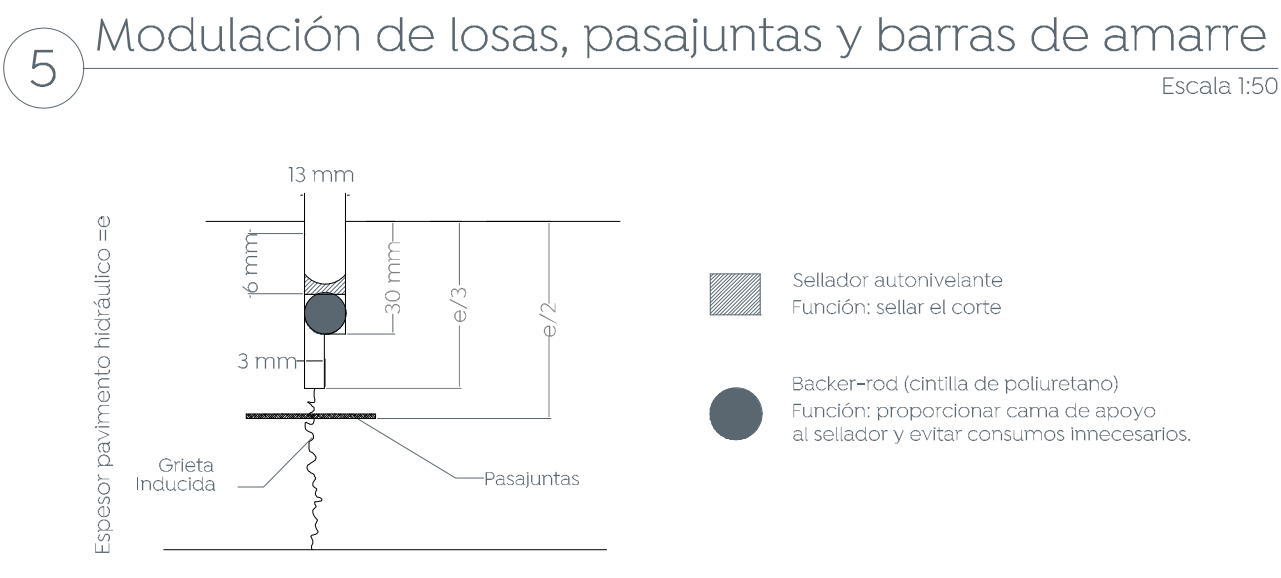 5
Modulación de losas, pasajuntas y barras de amarre
Escala 1:50
13 mm
Espesor pavimento hidráulico =e
6 mm
30 mm
e/3
e/2
3 mm
Grieta
Inducida
Pasajuntas
Sellador autonivelante
Función: sellar el corte
Backer-rod (cintilla de poliuretano)
Función: proporcionar cama de apoyo
al sellador y evitar consumos innecesarios.